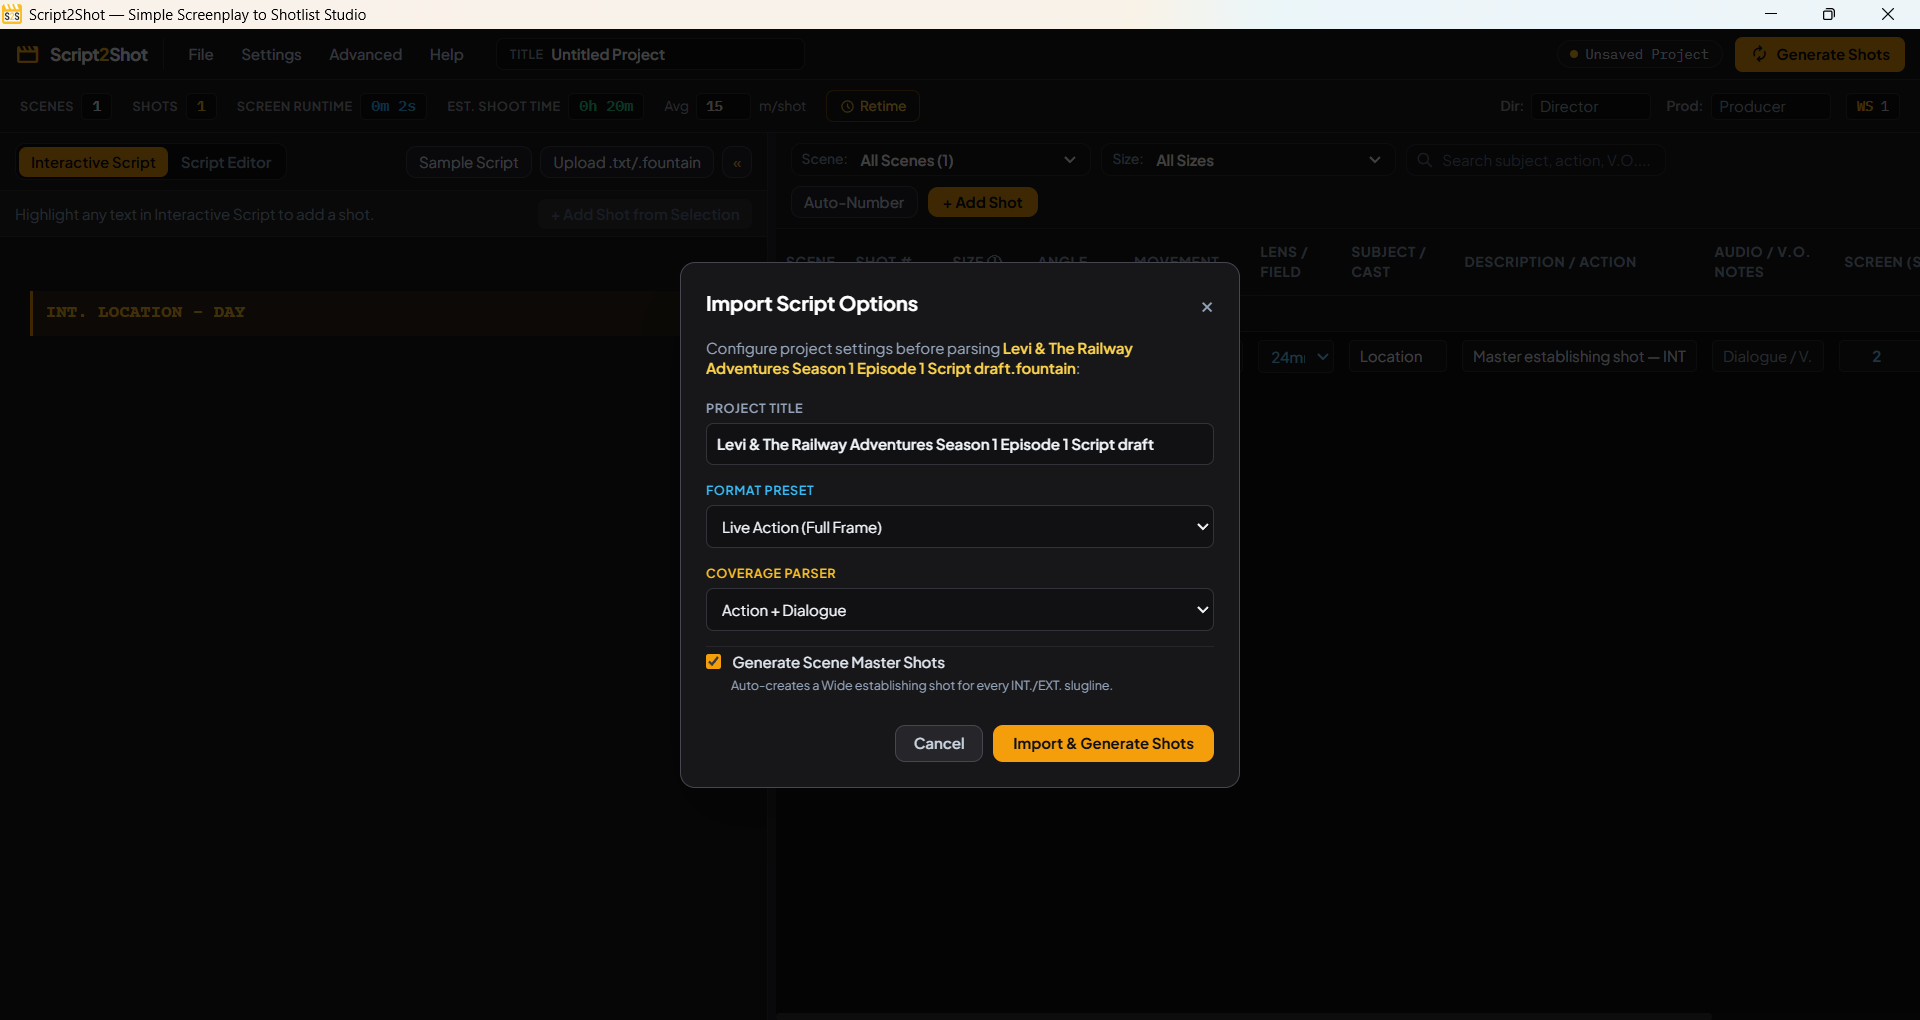 Script2Shot — Simple Screenplay to Shotlist Studio
Script2Shot
File
Settings
Advanced
Help
TITLE Untitled Project
Unsaved Project
Generate Shots
SCENES 1
SHOTS 1
SCREEN RUNTIME 0m 2s
EST. SHOOT TIME 0h 20m
Avg 15 m/shot
Retime
Dir: Director
Prod: Producer
WS 1
Interactive Script
Script Editor
Sample Script
Upload .txt/.fountain
«
Scene: All Scenes (1)
Size: All Sizes
Search subject, action, V.O....
Auto-Number
+ Add Shot
Highlight any text in Interactive Script to add a shot.
+ Add Shot from Selection
SCENE
SHOT #
SIZE
ANGLE
MOVEMENT
LENS /
FIELD
SUBJECT /
CAST
DESCRIPTION / ACTION
AUDIO / V.O.
NOTES
SCREEN (S
INT. LOCATION - DAY
24m
Location
Master establishing shot — INT
Dialogue / V.
2
Import Script Options
×
Configure project settings before parsing Levi & The Railway
Adventures Season 1 Episode 1 Script draft.fountain:
PROJECT TITLE
Levi & The Railway Adventures Season 1 Episode 1 Script draft
FORMAT PRESET
Live Action (Full Frame)
COVERAGE PARSER
Action + Dialogue
Generate Scene Master Shots
Auto-creates a Wide establishing shot for every INT./EXT. slugline.
Cancel
Import & Generate Shots